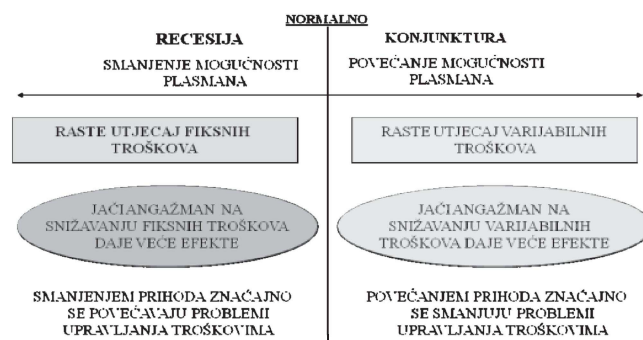 NORMALNO
RECESIJA
SMANJENJE MOGUĆNOSTI
PLASMANA
KONJUNKTURA
POVEĆANJE MOGUĆNOSTI
PLASMANA
RASTE UTJECAJ FIKSNIH
TROŠKOVA
RASTE UTJECAJ VARIJABILNIH
TROŠKOVA
JAČI ANGAŽMAN NA
SNIŽAVANJU FIKSNIH TROŠKOVA
DAJE VEĆE EFEKTE
JAČI ANGAŽMAN NA
SNIŽAVANJU VARIJABILNIH
TROŠKOVA DAJE VEĆE EFEKTE
SMANJENJEM PRIHODA ZNAČAJNO
SE POVEĆAVAJU PROBLEMI
UPRAVLJANJA TROŠKOVIMA
POVEĆANJEM PRIHODA ZNAČAJNO
SE SMANJUJU PROBLEMI
UPRAVLJANJA TROŠKOVIMA